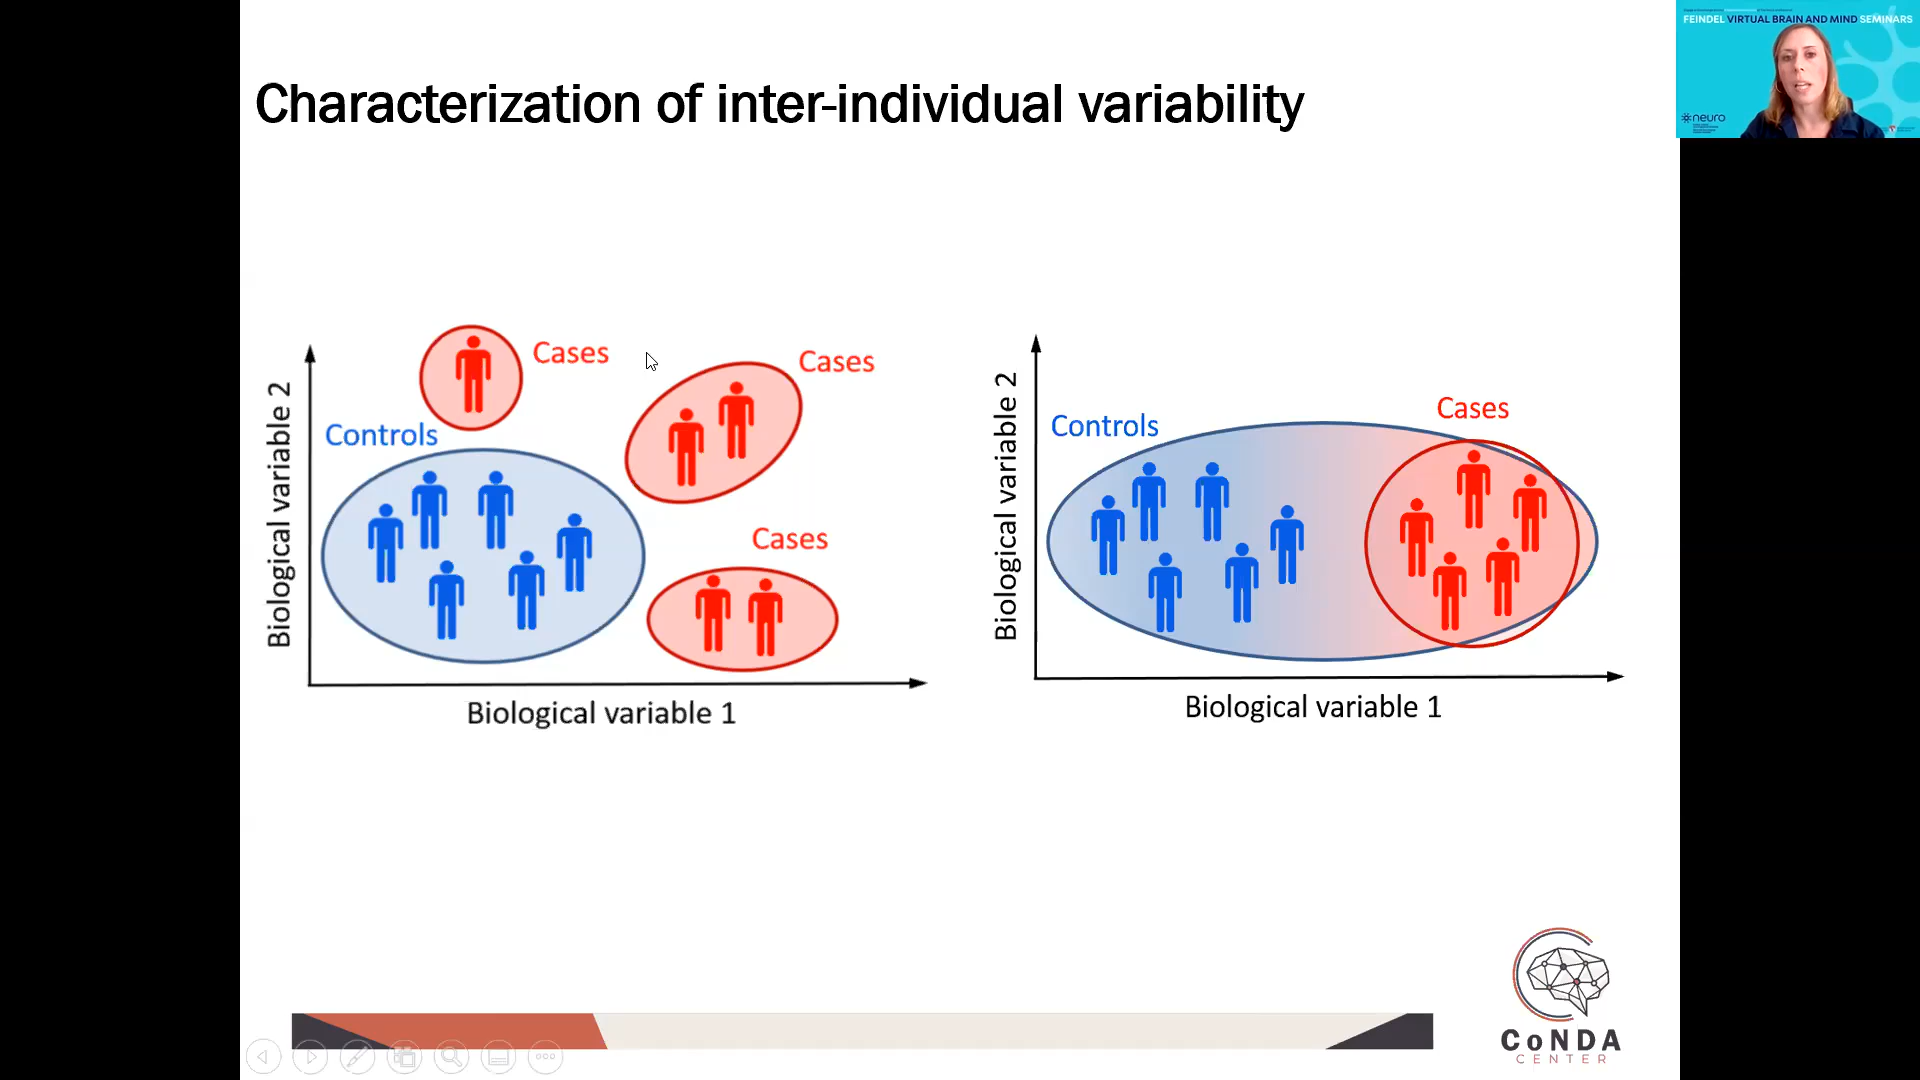 FEINDEL VIRTUAL BRAIN AND MIND SEMINARS
neuro
Characterization of inter-individual variability
Cases
Cases
Controls
Cases
Biological variable 2
Biological variable 1
Cases
Controls
Biological variable 2
Biological variable 1
CoNDA
CENTER